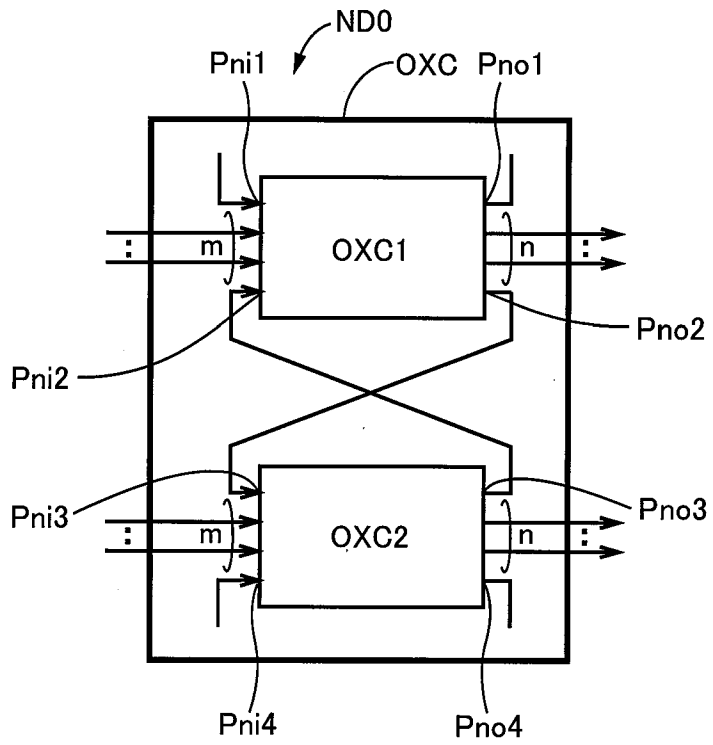 ND0
Pni1
OXC
Pno1
m
OXC1
n
Pni2
Pno2
Pni3
Pno3
m
OXC2
n
Pni4
Pno4